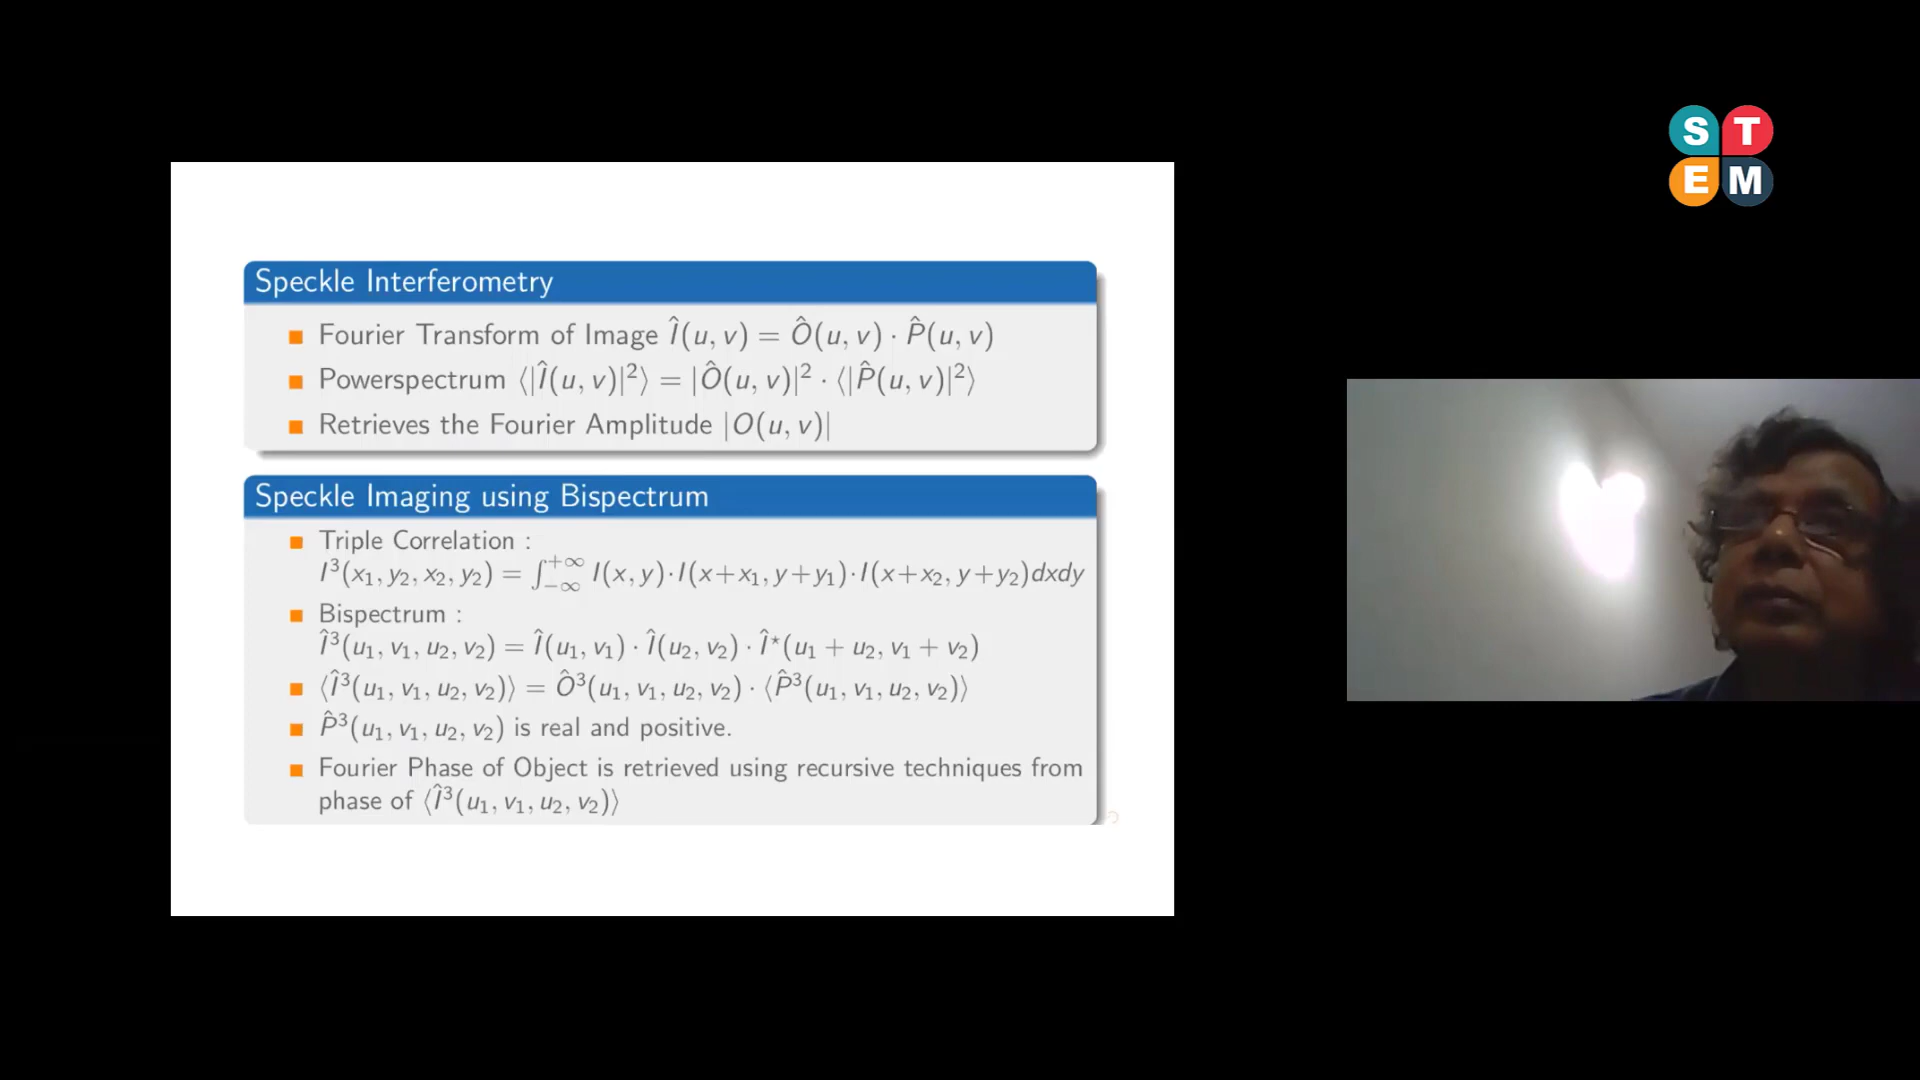 Speckle Interferometry
Fourier Transform of Image Î(u, v) = Ô(u, v) · P̂(u, v)
Powerspectrum ⟨|Î(u, v)|²⟩ = |Ô(u, v)|² · ⟨|P̂(u, v)|²⟩
Retrieves the Fourier Amplitude |O(u, v)|
Speckle Imaging using Bispectrum
Triple Correlation :
I³(x₁, y₂, x₂, y₂) = ∫₋∞⁺∞ I(x, y)·I(x+x₁, y+y₁)·I(x+x₂, y+y₂)dxdy
Bispectrum :
Î³(u₁, v₁, u₂, v₂) = Î(u₁, v₁) · Î(u₂, v₂) · Î*(u₁ + u₂, v₁ + v₂)
⟨Î³(u₁, v₁, u₂, v₂)⟩ = Ô³(u₁, v₁, u₂, v₂) · ⟨P̂³(u₁, v₁, u₂, v₂)⟩
P̂³(u₁, v₁, u₂, v₂) is real and positive.
Fourier Phase of Object is retrieved using recursive techniques from
phase of ⟨Î³(u₁, v₁, u₂, v₂)⟩
S T
E M